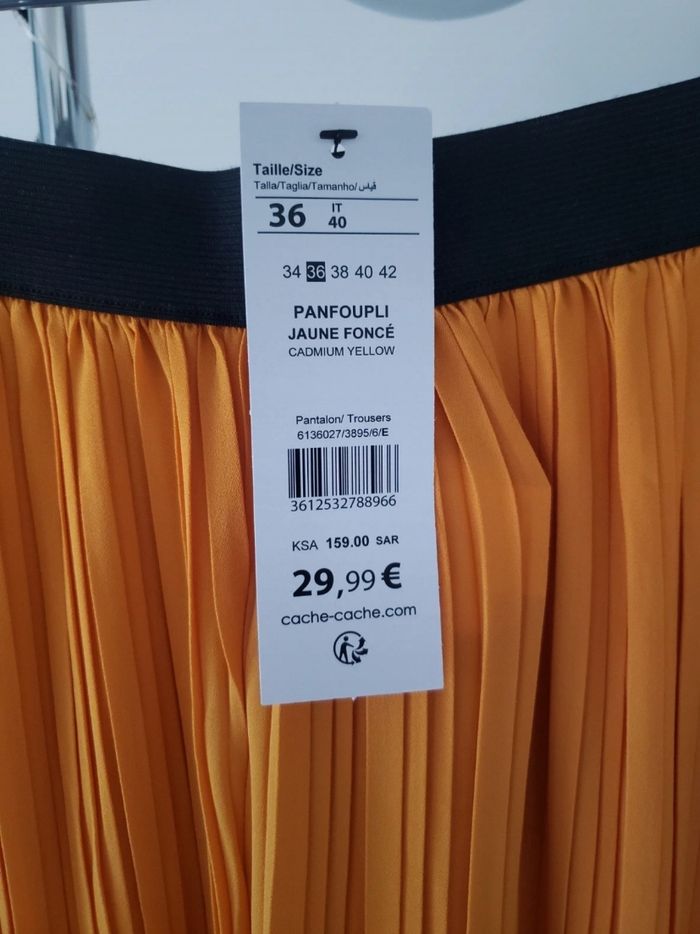 Taille/Size
Talla/Taglia/Tamanho/قياس
36 IT 40
34 36 38 40 42
PANFOUPLI
JAUNE FONCÉ
CADMIUM YELLOW
Pantalon/ Trousers
6136027/3895/6/E
3612532788966
KSA 159.00 SAR
29,99 €
cache-cache.com